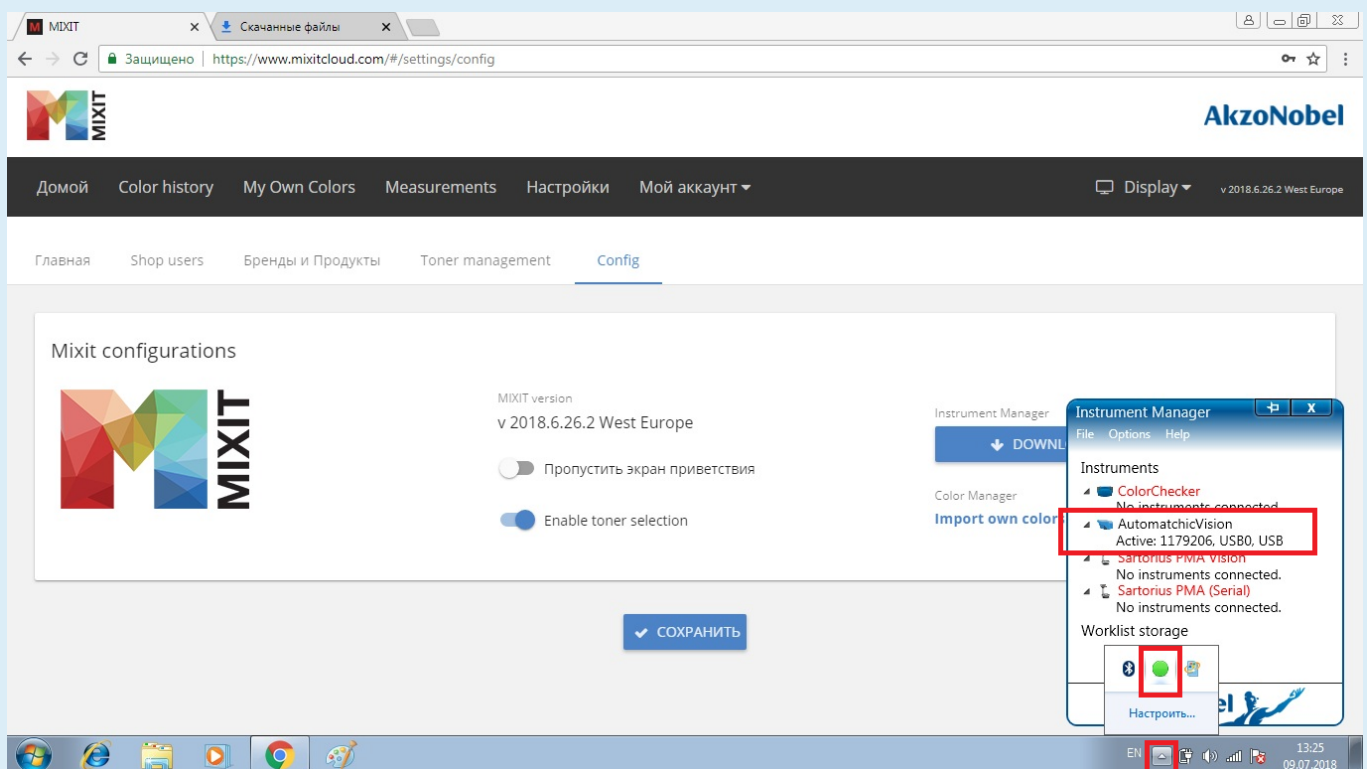 MIXIT
Скачанные файлы
Защищено | https://www.mixitcloud.com/#/settings/config
MIXIT
AkzoNobel
Домой Color history My Own Colors Measurements Настройки Мой аккаунт Display v 2018.6.26.2 West Europe
Главная Shop users Бренды и Продукты Toner management Config
Mixit configurations
MIXIT
MIXIT version
v 2018.6.26.2 West Europe
Пропустить экран приветствия
Enable toner selection
Instrument Manager
DOWNL
Color Manager
Import own colors
СОХРАНИТЬ
Instrument Manager
File Options Help
Instruments
ColorChecker
No instruments connected.
AutomatchicVision
Active: 1179206, USB0, USB
Sartorius PMA Vision
No instruments connected.
Sartorius PMA (Serial)
No instruments connected.
Worklist storage
el
Настроить...
EN
13:25
09.07.2018